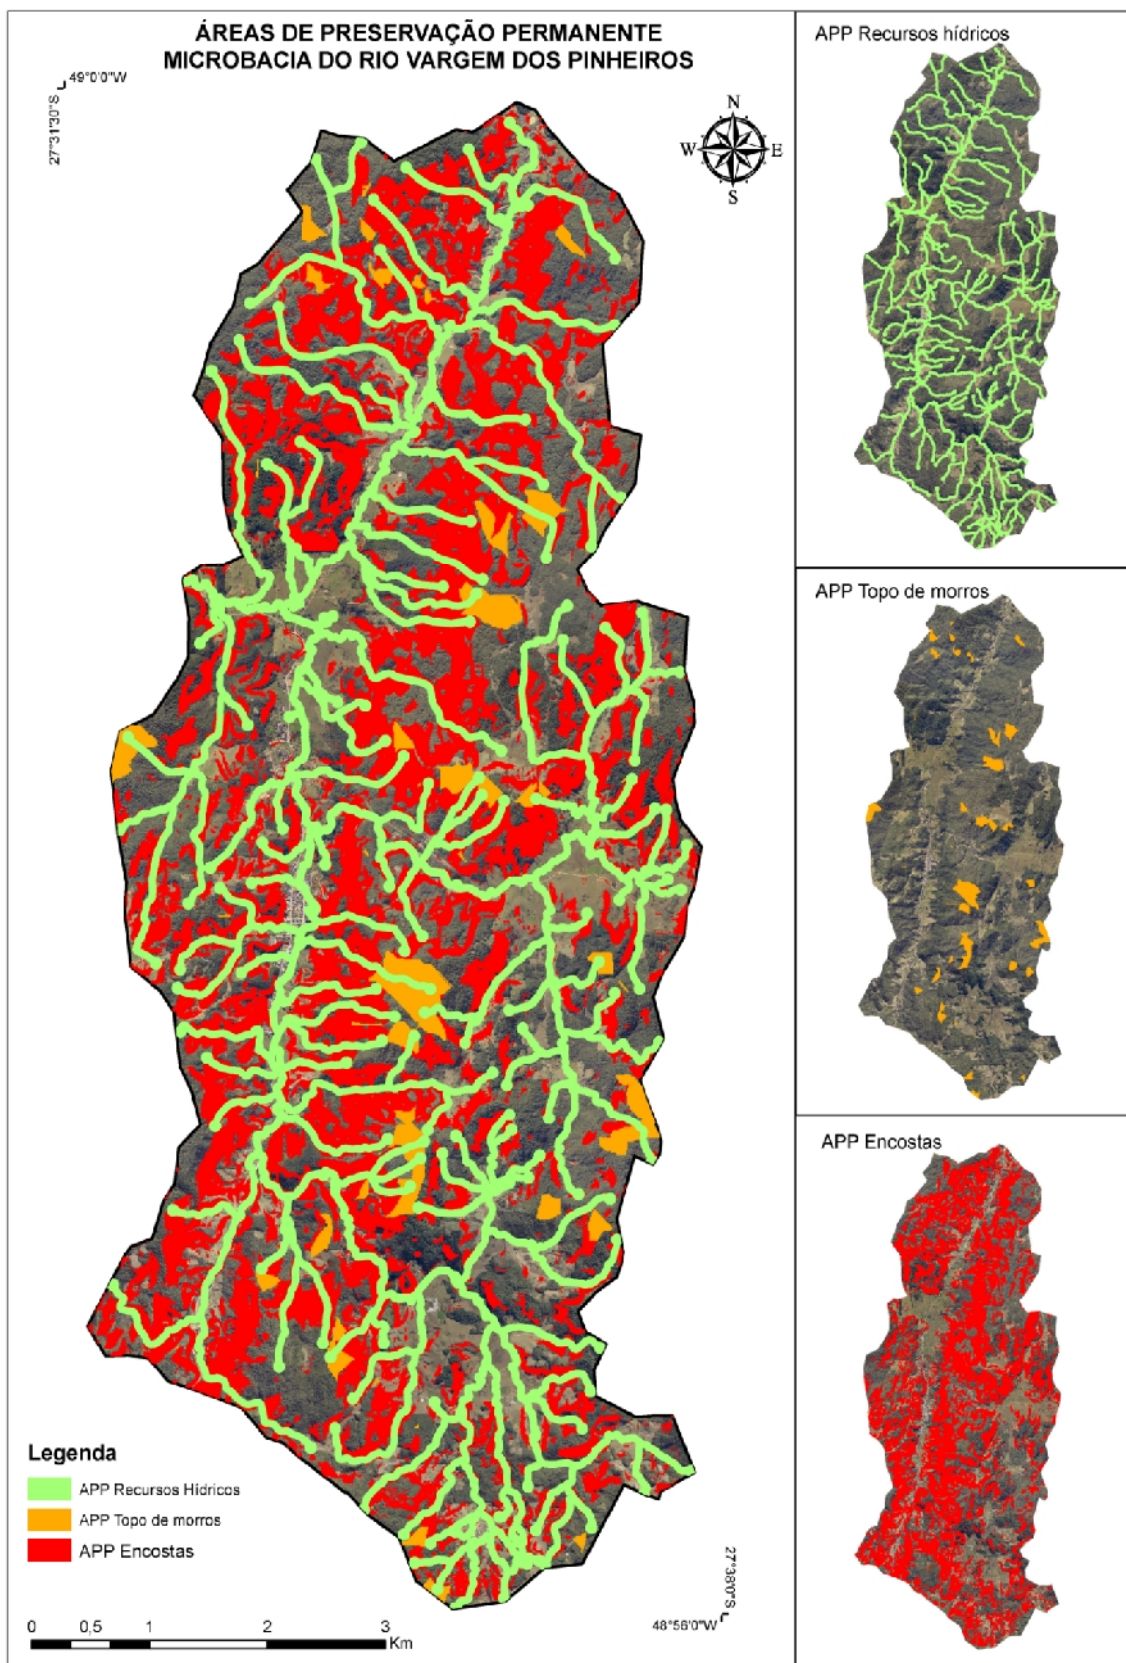 ÁREAS DE PRESERVAÇÃO PERMANENTE
MICROBACIA DO RIO VARGEM DOS PINHEIROS
49°0'0"W
27°31'30"S
N
W
E
S
APP Recursos hídricos
APP Topo de morros
APP Encostas
Legenda
APP Recursos Hídricos
APP Topo de morros
APP Encostas
0 0,5 1 2 3
Km
27°38'0"S
48°56'0"W